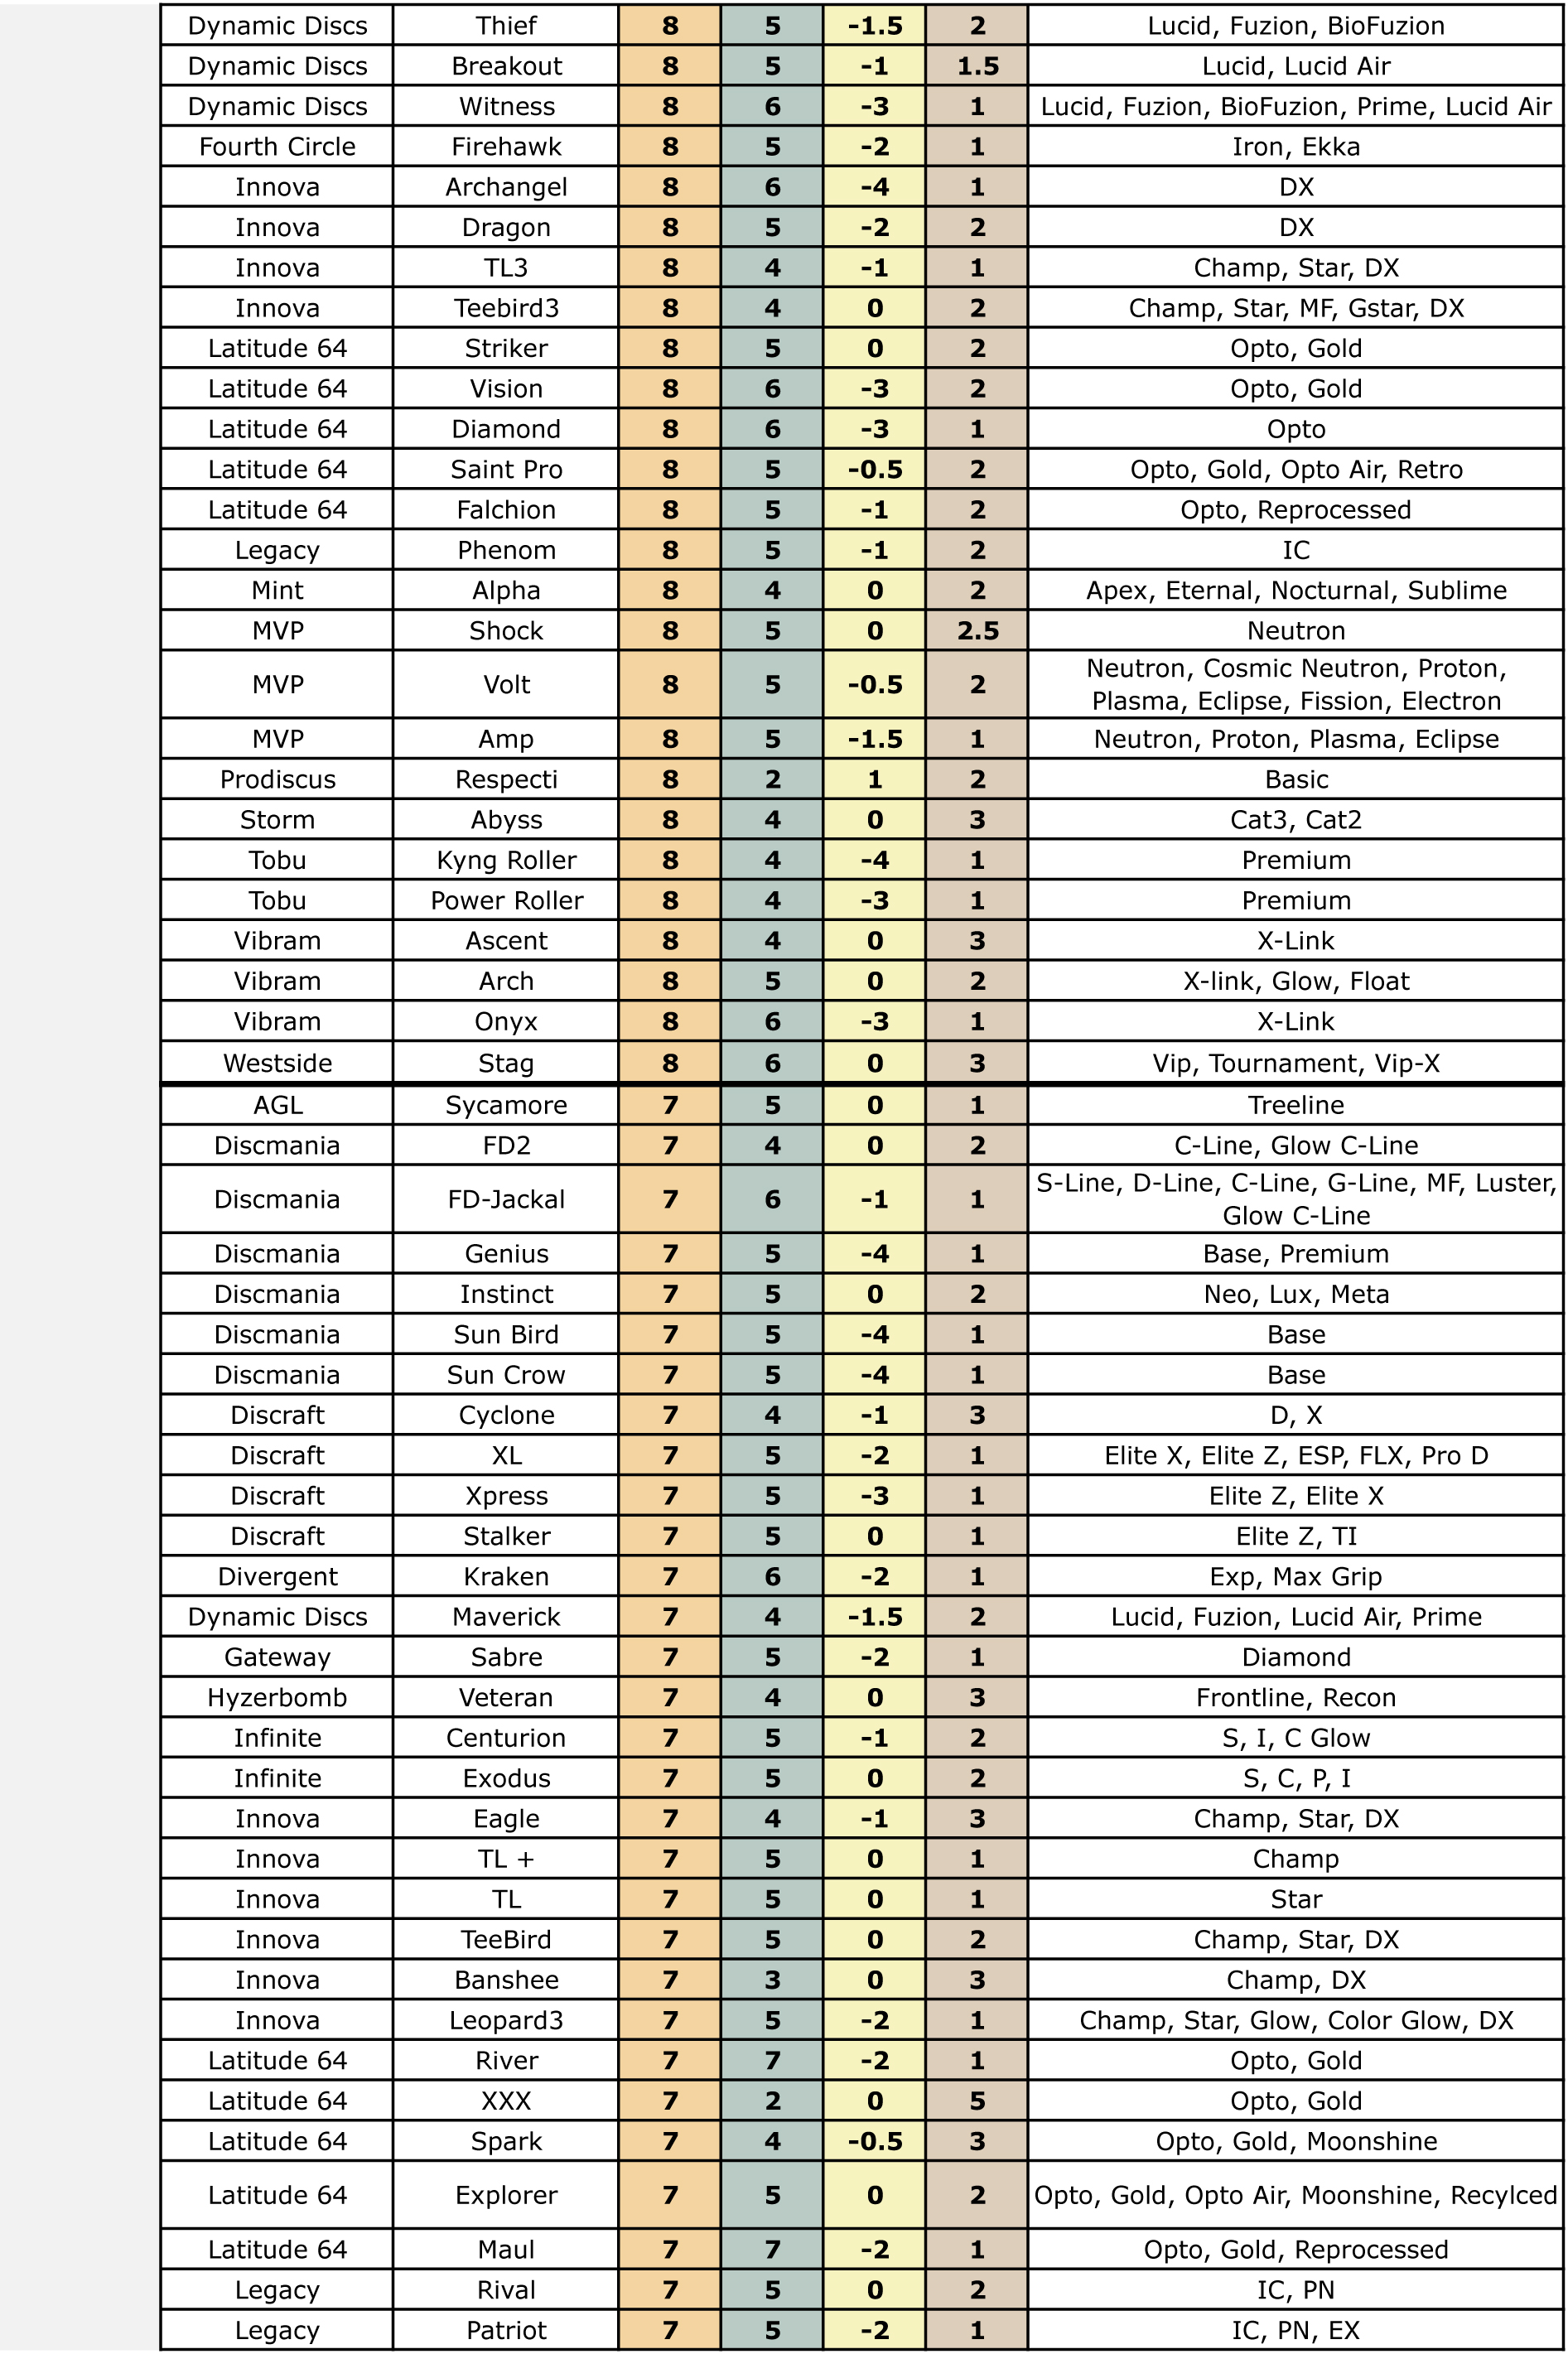 Dynamic Discs Thief 8 5 -1.5 2 Lucid, Fuzion, BioFuzion
Dynamic Discs Breakout 8 5 -1 1.5 Lucid, Lucid Air
Dynamic Discs Witness 8 6 -3 1 Lucid, Fuzion, BioFuzion, Prime, Lucid Air
Fourth Circle Firehawk 8 5 -2 1 Iron, Ekka
Innova Archangel 8 6 -4 1 DX
Innova Dragon 8 5 -2 2 DX
Innova TL3 8 4 -1 1 Champ, Star, DX
Innova Teebird3 8 4 0 2 Champ, Star, MF, Gstar, DX
Latitude 64 Striker 8 5 0 2 Opto, Gold
Latitude 64 Vision 8 6 -3 2 Opto, Gold
Latitude 64 Diamond 8 6 -3 1 Opto
Latitude 64 Saint Pro 8 5 -0.5 2 Opto, Gold, Opto Air, Retro
Latitude 64 Falchion 8 5 -1 2 Opto, Reprocessed
Legacy Phenom 8 5 -1 2 IC
Mint Alpha 8 4 0 2 Apex, Eternal, Nocturnal, Sublime
MVP Shock 8 5 0 2.5 Neutron
MVP Volt 8 5 -0.5 2 Neutron, Cosmic Neutron, Proton,
Plasma, Eclipse, Fission, Electron
MVP Amp 8 5 -1.5 1 Neutron, Proton, Plasma, Eclipse
Prodiscus Respecti 8 2 1 2 Basic
Storm Abyss 8 4 0 3 Cat3, Cat2
Tobu Kyng Roller 8 4 -4 1 Premium
Tobu Power Roller 8 4 -3 1 Premium
Vibram Ascent 8 4 0 3 X-Link
Vibram Arch 8 5 0 2 X-link, Glow, Float
Vibram Onyx 8 6 -3 1 X-Link
Westside Stag 8 6 0 3 Vip, Tournament, Vip-X
AGL Sycamore 7 5 0 1 Treeline
Discmania FD2 7 4 0 2 C-Line, Glow C-Line
Discmania FD-Jackal 7 6 -1 1 S-Line, D-Line, C-Line, G-Line, MF, Luster,
Glow C-Line
Discmania Genius 7 5 -4 1 Base, Premium
Discmania Instinct 7 5 0 2 Neo, Lux, Meta
Discmania Sun Bird 7 5 -4 1 Base
Discmania Sun Crow 7 5 -4 1 Base
Discraft Cyclone 7 4 -1 3 D, X
Discraft XL 7 5 -2 1 Elite X, Elite Z, ESP, FLX, Pro D
Discraft Xpress 7 5 -3 1 Elite Z, Elite X
Discraft Stalker 7 5 0 1 Elite Z, TI
Divergent Kraken 7 6 -2 1 Exp, Max Grip
Dynamic Discs Maverick 7 4 -1.5 2 Lucid, Fuzion, Lucid Air, Prime
Gateway Sabre 7 5 -2 1 Diamond
Hyzerbomb Veteran 7 4 0 3 Frontline, Recon
Infinite Centurion 7 5 -1 2 S, I, C Glow
Infinite Exodus 7 5 0 2 S, C, P, I
Innova Eagle 7 4 -1 3 Champ, Star, DX
Innova TL + 7 5 0 1 Champ
Innova TL 7 5 0 1 Star
Innova TeeBird 7 5 0 2 Champ, Star, DX
Innova Banshee 7 3 0 3 Champ, DX
Innova Leopard3 7 5 -2 1 Champ, Star, Glow, Color Glow, DX
Latitude 64 River 7 7 -2 1 Opto, Gold
Latitude 64 XXX 7 2 0 5 Opto, Gold
Latitude 64 Spark 7 4 -0.5 3 Opto, Gold, Moonshine
Latitude 64 Explorer 7 5 0 2 Opto, Gold, Opto Air, Moonshine, Recylced
Latitude 64 Maul 7 7 -2 1 Opto, Gold, Reprocessed
Legacy Rival 7 5 0 2 IC, PN
Legacy Patriot 7 5 -2 1 IC, PN, EX